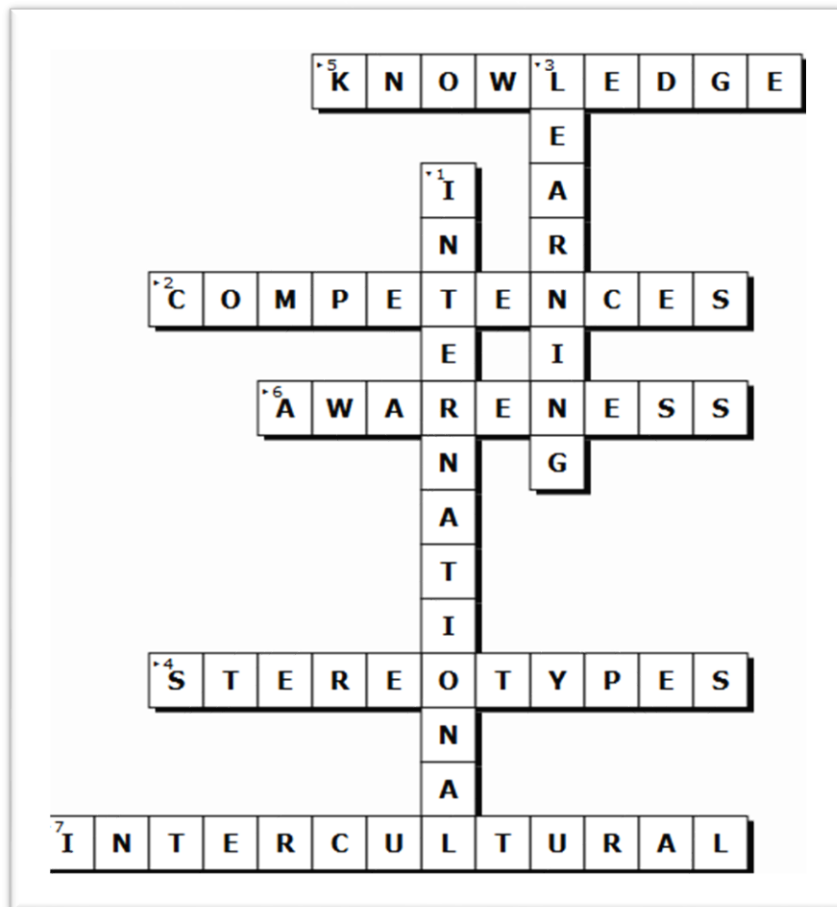 5 K N O W 3 L E D G E
E
1 I A
N R
2 C O M P E T E N C E S
E I
6 A W A R E N E S S
N G
A
T
I
4 S T E R E O T Y P E S
N
A
7 I N T E R C U L T U R A L